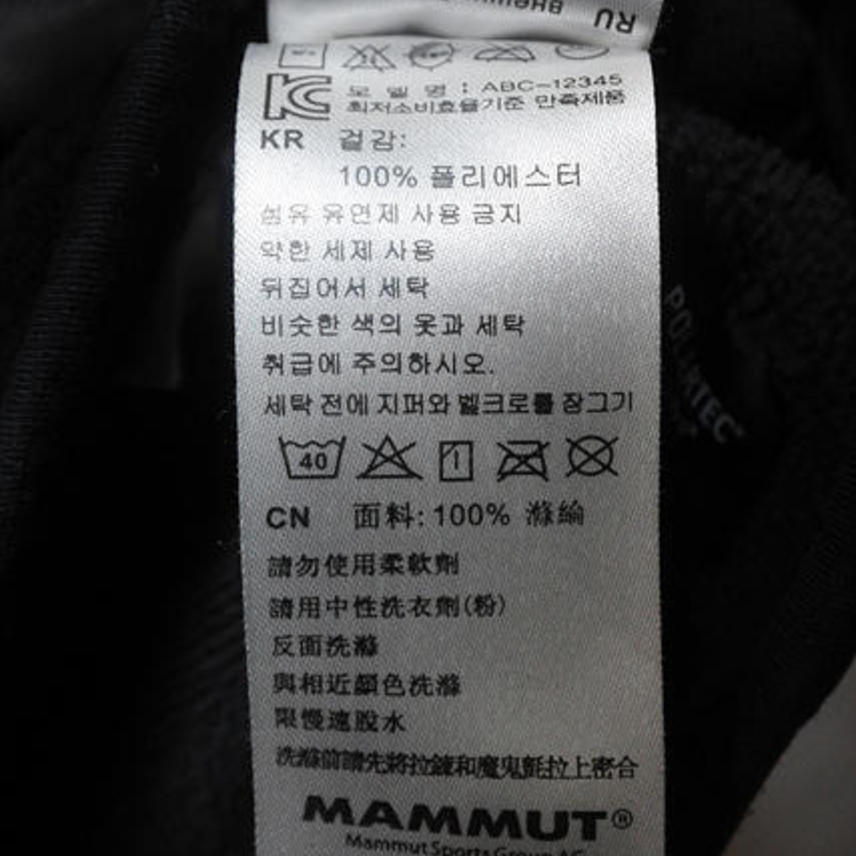 RU
모 델 명 : ABC-12345
최저소비효율기준 만족제품
KR 겉감:
100% 폴리에스터
섬유 유연제 사용 금지
약한 세제 사용
뒤집어서 세탁
비슷한 색의 옷과 세탁
취급에 주의하시오.
세탁 전에 지퍼와 벨크로를 잠그기
40
CN 面料: 100% 滌綸
請勿使用柔軟劑
請用中性洗衣劑(粉)
反面洗滌
與相近顏色洗滌
限慢速脫水
洗滌前請先將拉鏈和魔鬼氈拉上密合
MAMMUT®
Mammut Sports Group AG
POLARTEC